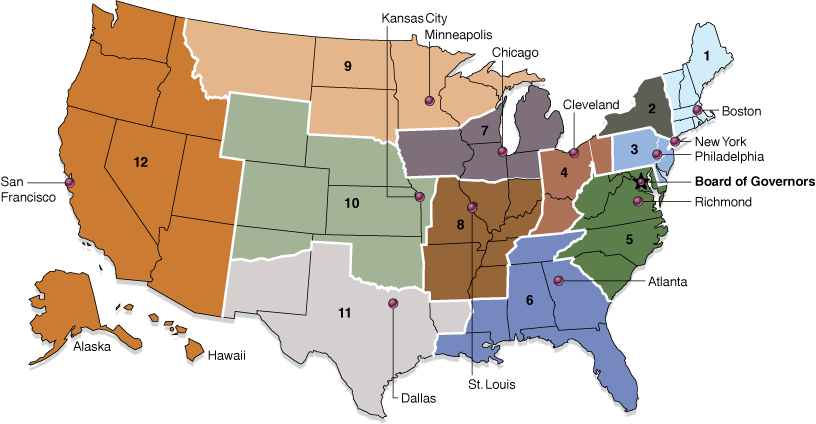 Kansas City
Minneapolis
Chicago
Cleveland
Boston
New York
Philadelphia
Board of Governors
Richmond
Atlanta
St. Louis
Dallas
San
Francisco
Alaska
Hawaii
1
2
3
4
5
6
7
8
9
10
11
12